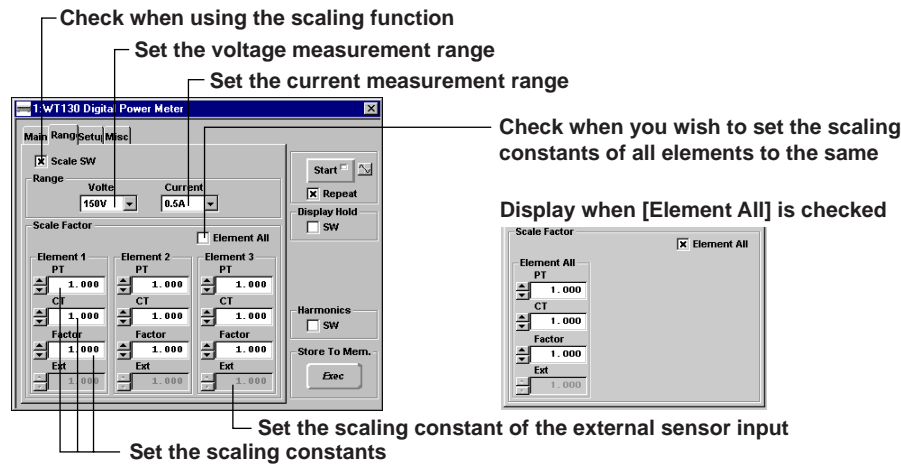 Check when using the scaling function
Set the voltage measurement range
Set the current measurement range
1:WT130 Digital Power Meter
Main Range Setup Misc
Scale SW
Range
Volte Current
150V 0.5A
Scale Factor
Element All
Element 1 Element 2 Element 3
PT PT PT
1.000 1.000 1.000
CT CT CT
1.000 1.000 1.000
Factor Factor Factor
1.000 1.000 1.000
Ext Ext Ext
1.000 1.000 1.000
Start
Repeat
Display Hold
SW
Harmonics
SW
Store To Mem.
Exec
Check when you wish to set the scaling
constants of all elements to the same
Display when [Element All] is checked
Scale Factor
Element All
Element All
PT
1.000
CT
1.000
Factor
1.000
Ext
1.000
Set the scaling constant of the external sensor input
Set the scaling constants